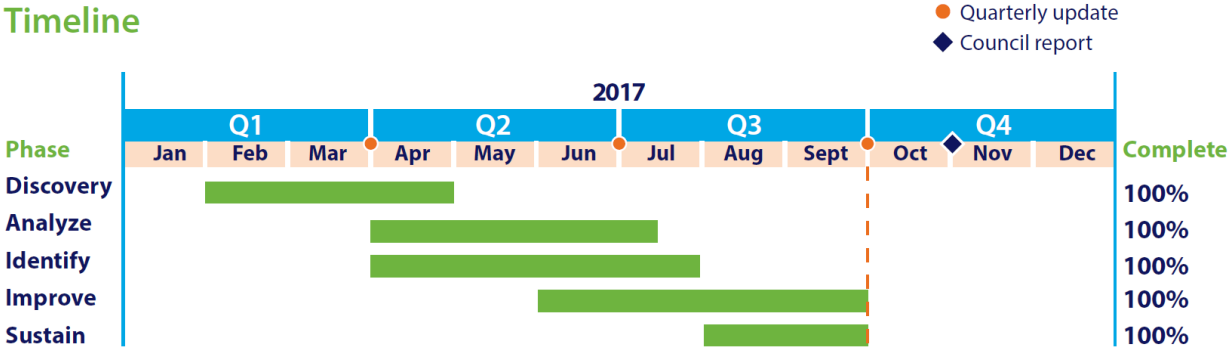 Timeline
Quarterly update
Council report
2017
Q1 Q2 Q3 Q4
Phase Jan Feb Mar Apr May Jun Jul Aug Sept Oct Nov Dec Complete
Discovery 100%
Analyze 100%
Identify 100%
Improve 100%
Sustain 100%